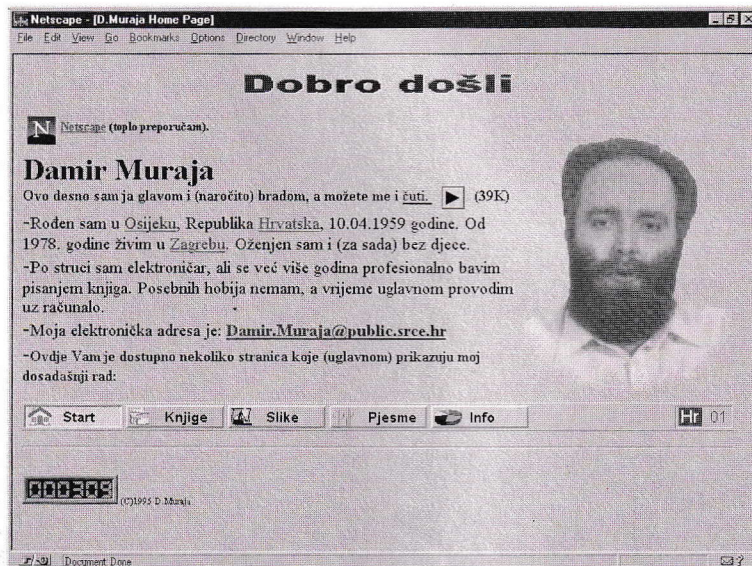 Netscape - [D.Muraja Home Page]
File Edit View Go Bookmarks Options Directory Window Help
Dobro došli
N Netscape (toplo preporučam).
Damir Muraja
Ovo desno sam ja glavom i (naročito) bradom, a možete me i čuti. (39K)
-Rođen sam u Osijeku, Republika Hrvatska, 10.04.1959 godine. Od
1978. godine živim u Zagrebu. Oženjen sam i (za sada) bez djece.
-Po struci sam elektroničar, ali se već više godina profesionalno bavim
pisanjem knjiga. Posebnih hobija nemam, a vrijeme uglavnom provodim
uz računalo.
-Moja elektronička adresa je: Damir.Muraja@public.srce.hr
-Ovdje Vam je dostupno nekoliko stranica koje (uglavnom) prikazuju moj
dosadašnji rad:
Start Knjige Slike Pjesme Info Hr 01
000309 (C)1995 D.Muraja
Document Done